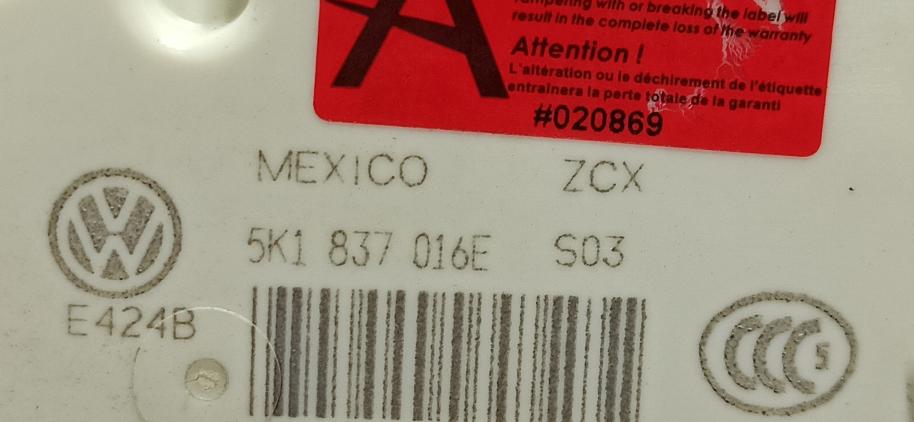 tampering with or breaking the label will
result in the complete loss of the warranty
Attention !
L'altération ou le déchirement de l'étiquette
entraînera la perte totale de la garanti
#020869
MEXICO ZCX
5K1 837 016E S03
E424B
CCC S